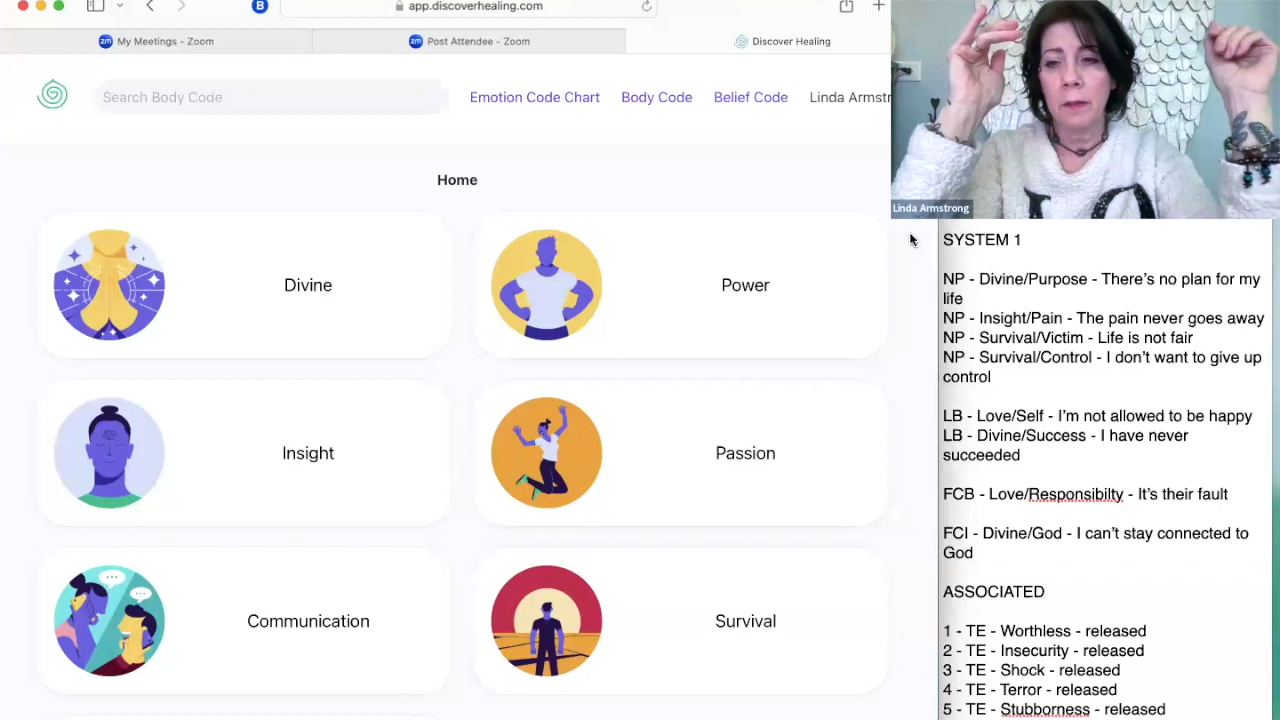 app.discoverhealing.com
zm My Meetings - Zoom
zm Post Attendee - Zoom
Discover Healing
Search Body Code
Emotion Code Chart
Body Code
Belief Code
Linda Armstr
Home
Divine
Power
Insight
Passion
Communication
Survival
Linda Armstrong
SYSTEM 1
NP - Divine/Purpose - There's no plan for my
life
NP - Insight/Pain - The pain never goes away
NP - Survival/Victim - Life is not fair
NP - Survival/Control - I don't want to give up
control
LB - Love/Self - I'm not allowed to be happy
LB - Divine/Success - I have never
succeeded
FCB - Love/Responsibilty - It's their fault
FCI - Divine/God - I can't stay connected to
God
ASSOCIATED
1 - TE - Worthless - released
2 - TE - Insecurity - released
3 - TE - Shock - released
4 - TE - Terror - released
5 - TE - Stubborness - released